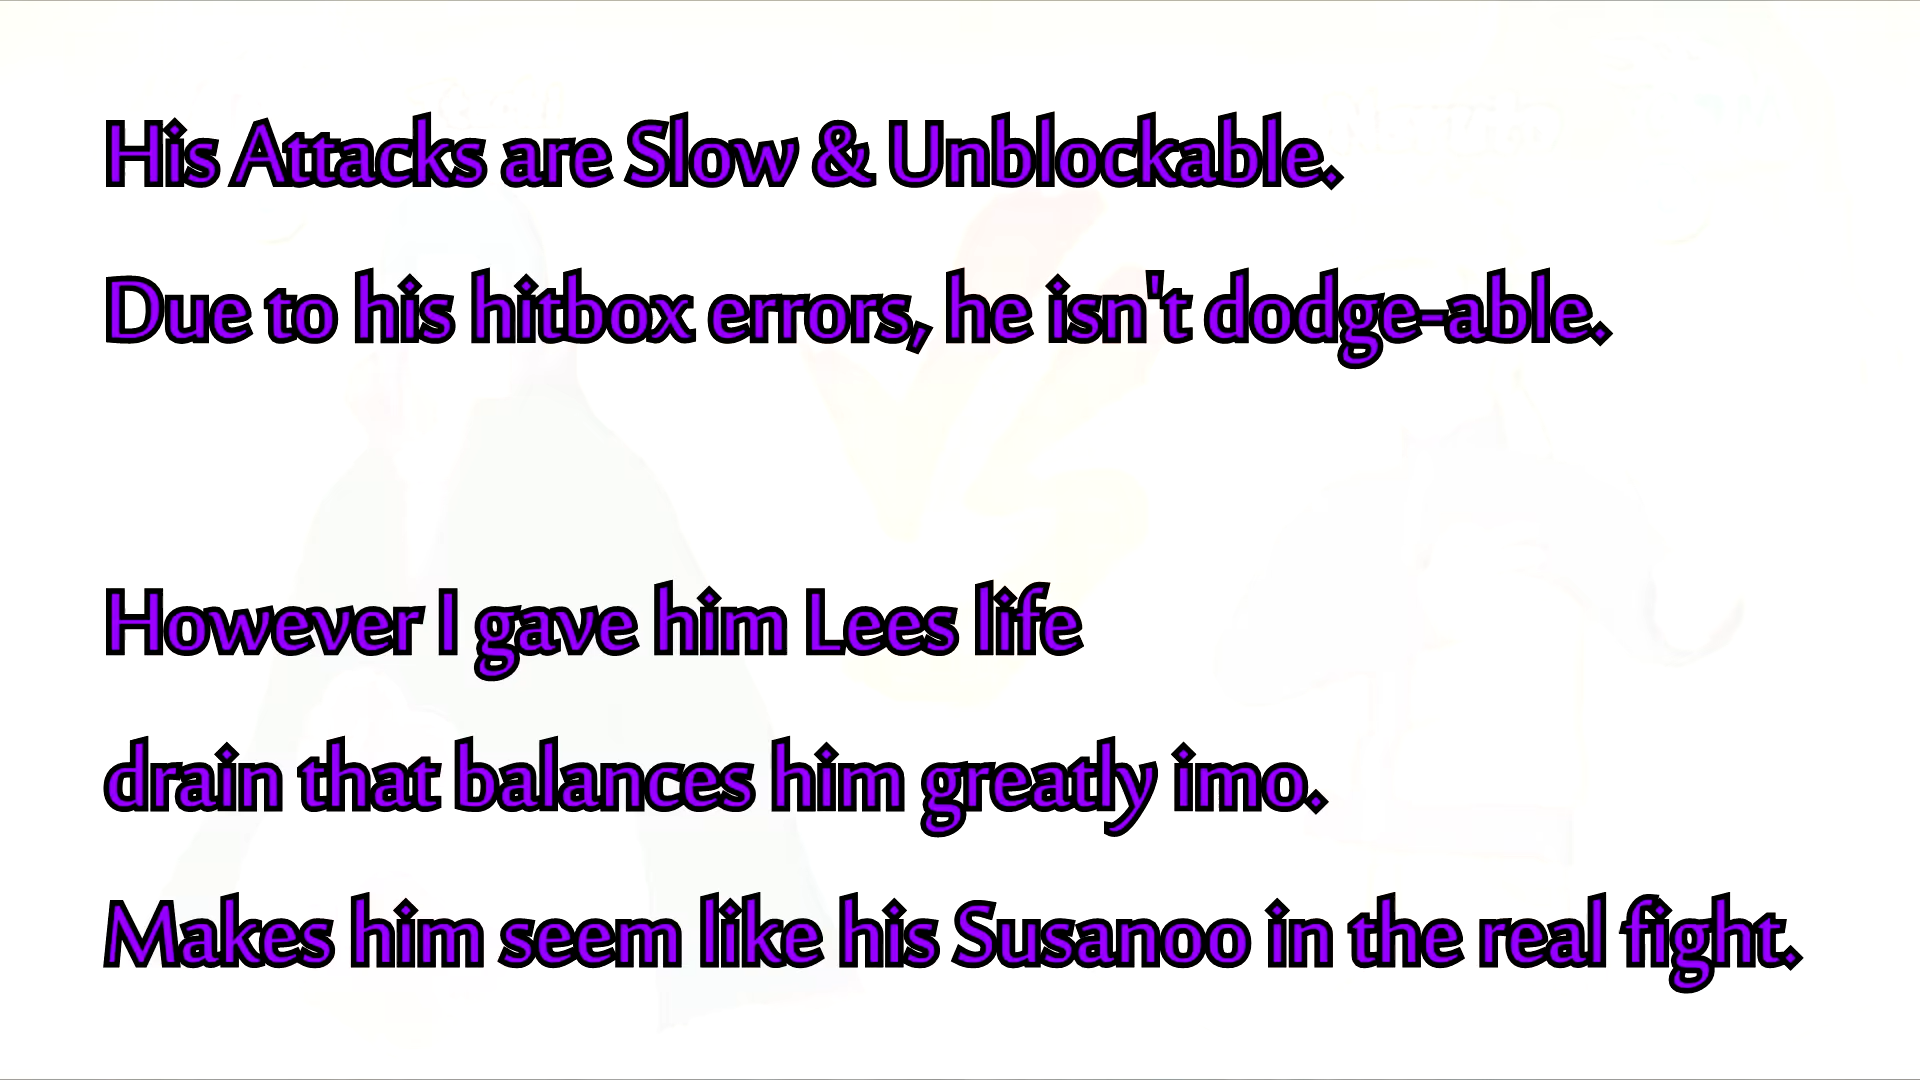 His Attacks are Slow & Unblockable.
Due to his hitbox errors, he isn't dodge-able.
However I gave him Lees life
drain that balances him greatly imo.
Makes him seem like his Susanoo in the real fight.